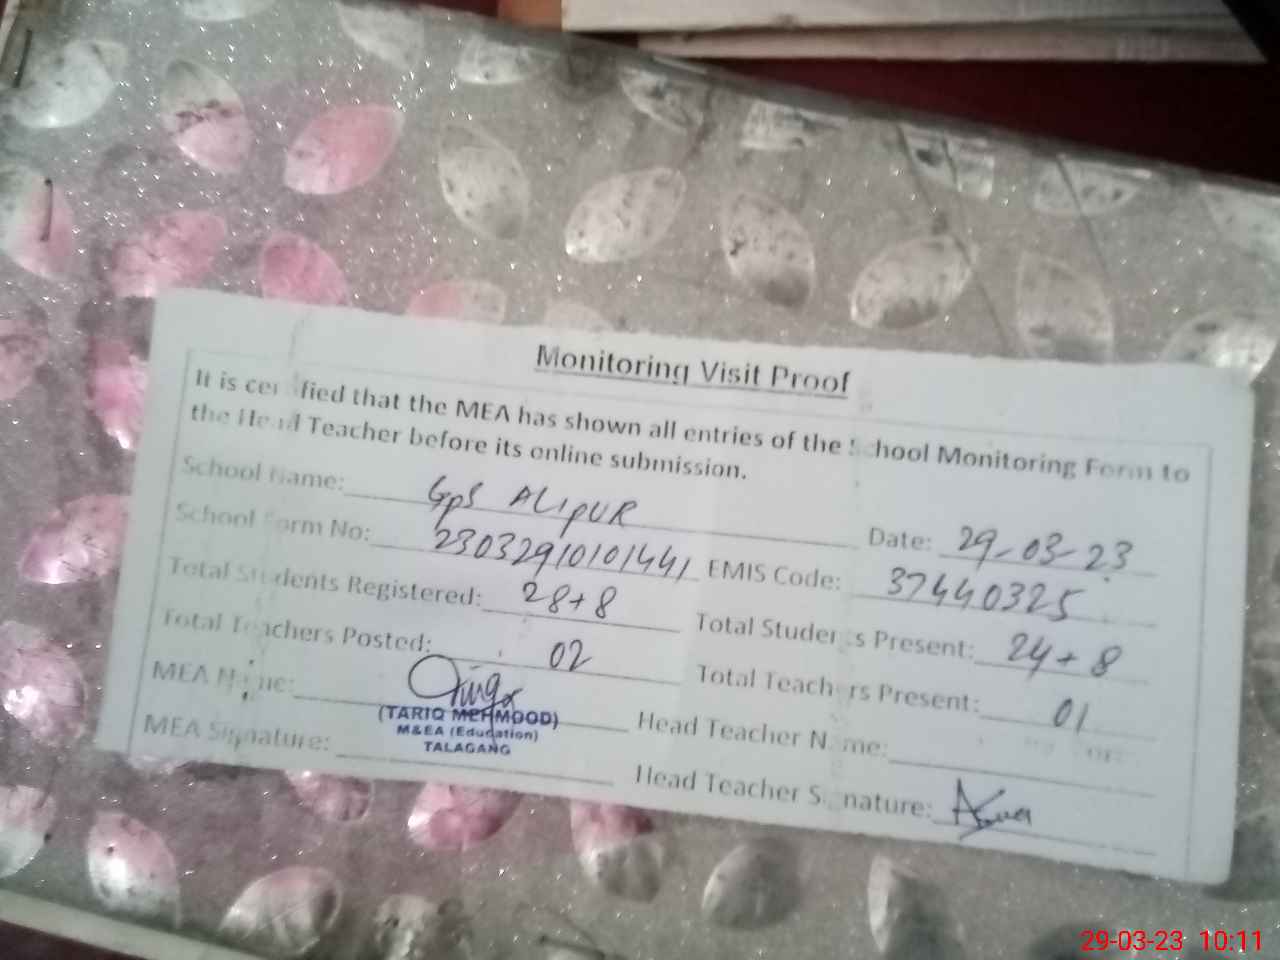 Monitoring Visit Proof
It is certified that the MEA has shown all entries of the School Monitoring Form to
the Head Teacher before its online submission.
School Name: GPS ALIPUR
Date: 29-03-23
School Form No: 23032910101441 EMIS Code: 37440325
Total Students Registered: 28+8 Total Students Present: 24+8
Total Teachers Posted: 02 Total Teachers Present: 01
MEA Name: Head Teacher Name:
(TARIQ MEHMOOD)
M&EA (Education)
TALAGANG
MEA Signature: Head Teacher Signature:
29-03-23 10:11